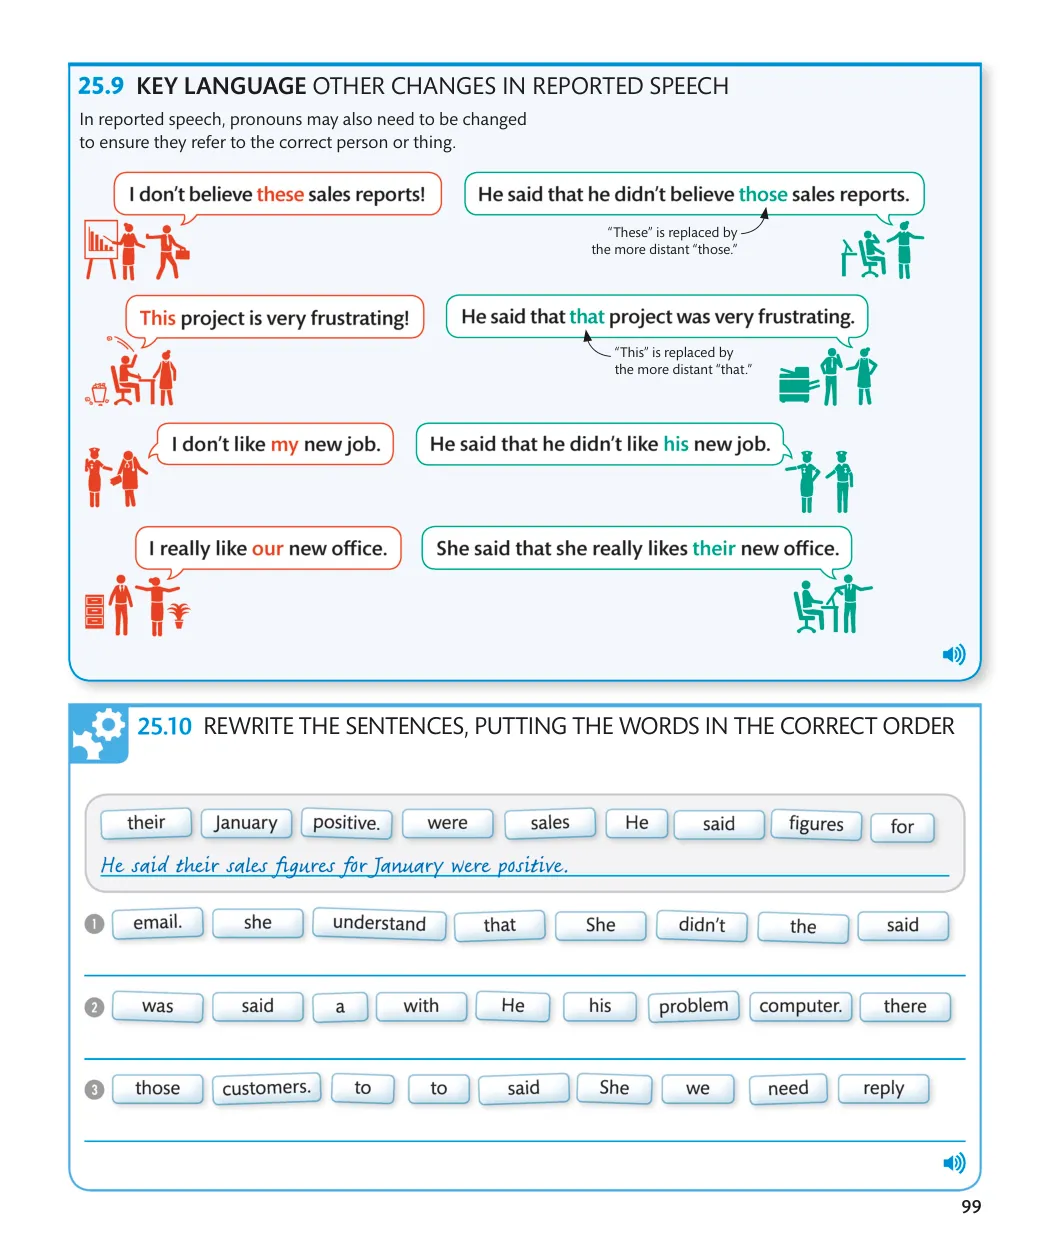 25.9 KEY LANGUAGE OTHER CHANGES IN REPORTED SPEECH
In reported speech, pronouns may also need to be changed
to ensure they refer to the correct person or thing.
I don't believe these sales reports!
He said that he didn't believe those sales reports.
“These” is replaced by
the more distant “those.”
This project is very frustrating!
He said that that project was very frustrating.
“This” is replaced by
the more distant “that.”
I don't like my new job.
He said that he didn't like his new job.
I really like our new office.
She said that she really likes their new office.
25.10 REWRITE THE SENTENCES, PUTTING THE WORDS IN THE CORRECT ORDER
their January positive. were sales He said figures for
He said their sales figures for January were positive.
1 email. she understand that She didn't the said
2 was said a with He his problem computer. there
3 those customers. to to said She we need reply
99